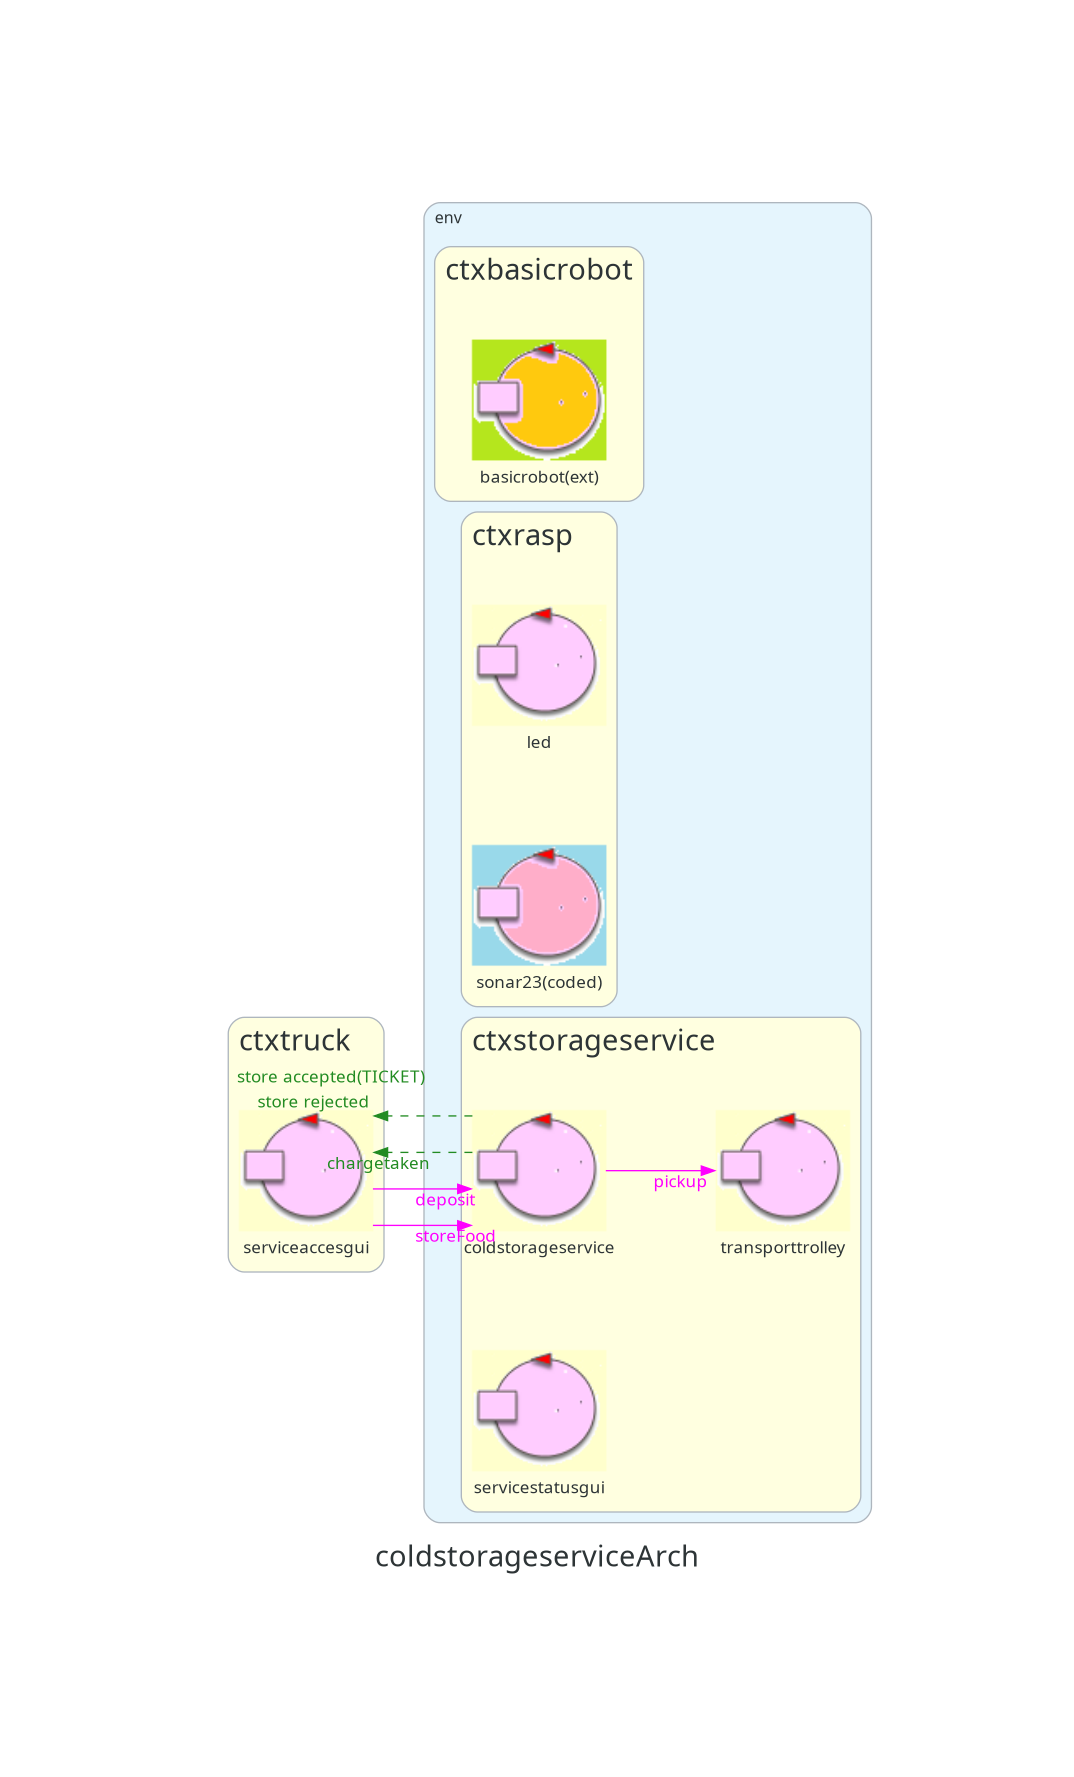 env
ctxbasicrobot
basicrobot(ext)
ctxrasp
led
sonar23(coded)
ctxtruck
ctxstorageservice
store accepted(TICKET)
store rejected
chargetaken
deposit
pickup
storeFood
serviceaccesgui
coldstorageservice
transporttrolley
servicestatusgui
coldstorageserviceArch